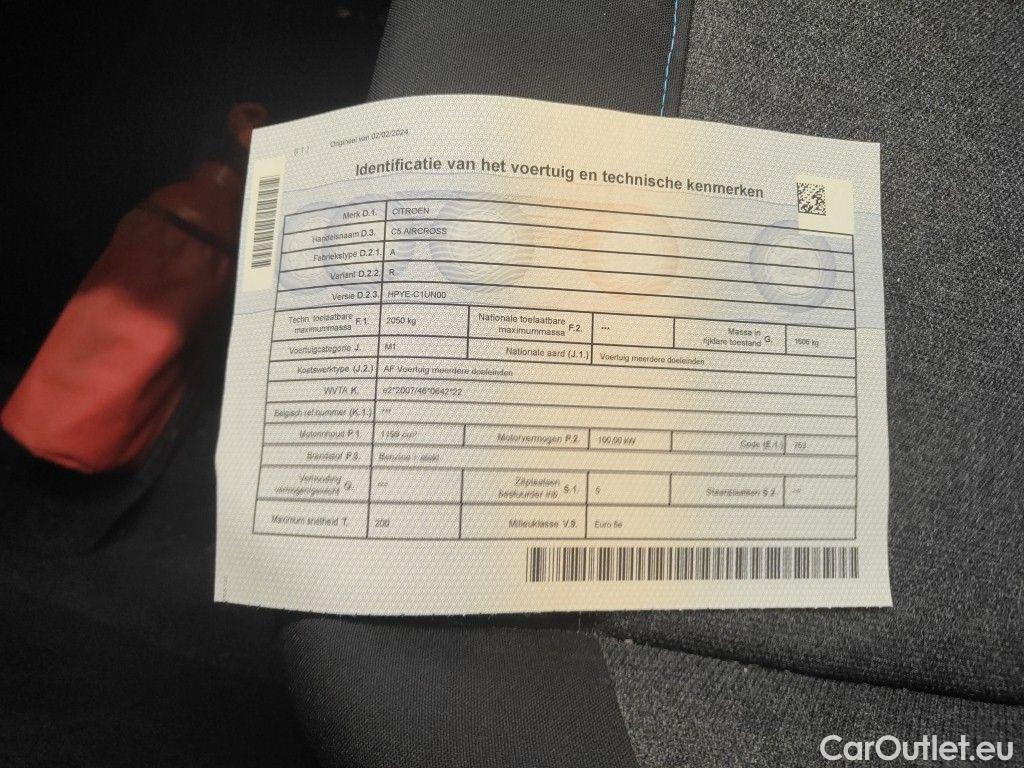 Origineel van 02/02/2024
Identificatie van het voertuig en technische kenmerken
Merk D.1. CITROEN
Handelsnaam D.3. C5 AIRCROSS
Fabriekstype D.2.1. A
Variant D.2.2. R
Versie D.2.3. HPYE-C1UN00
Techn. toelaatbare maximummassa F.1. 2050 kg Nationale toelaatbare maximummassa F.2. *** Massa in rijklare toestand G. 1606 kg
Voertuigcategorie J. M1 Nationale aard (J.1.) Voertuig meerdere doeleinden
Koetswerktype (J.2.) AF Voertuig meerdere doeleinden
WVTA K. e2*2007/46*0642*22
Belgisch ref.nummer (K.1.) ***
Motorinhoud P.1. 1199 cm³ Motorvermogen P.2. 100.00 kW Code (E.1.) 753
Brandstof P.3. Benzine + elekt
Verhouding vermogen/gewicht *** Zitplaatsen bestuurder inb. S.1. 5 Staanplaatsen S.2. ***
Maximum snelheid T. 200 Milieuklasse V.9. Euro 6e
CarOutlet.eu